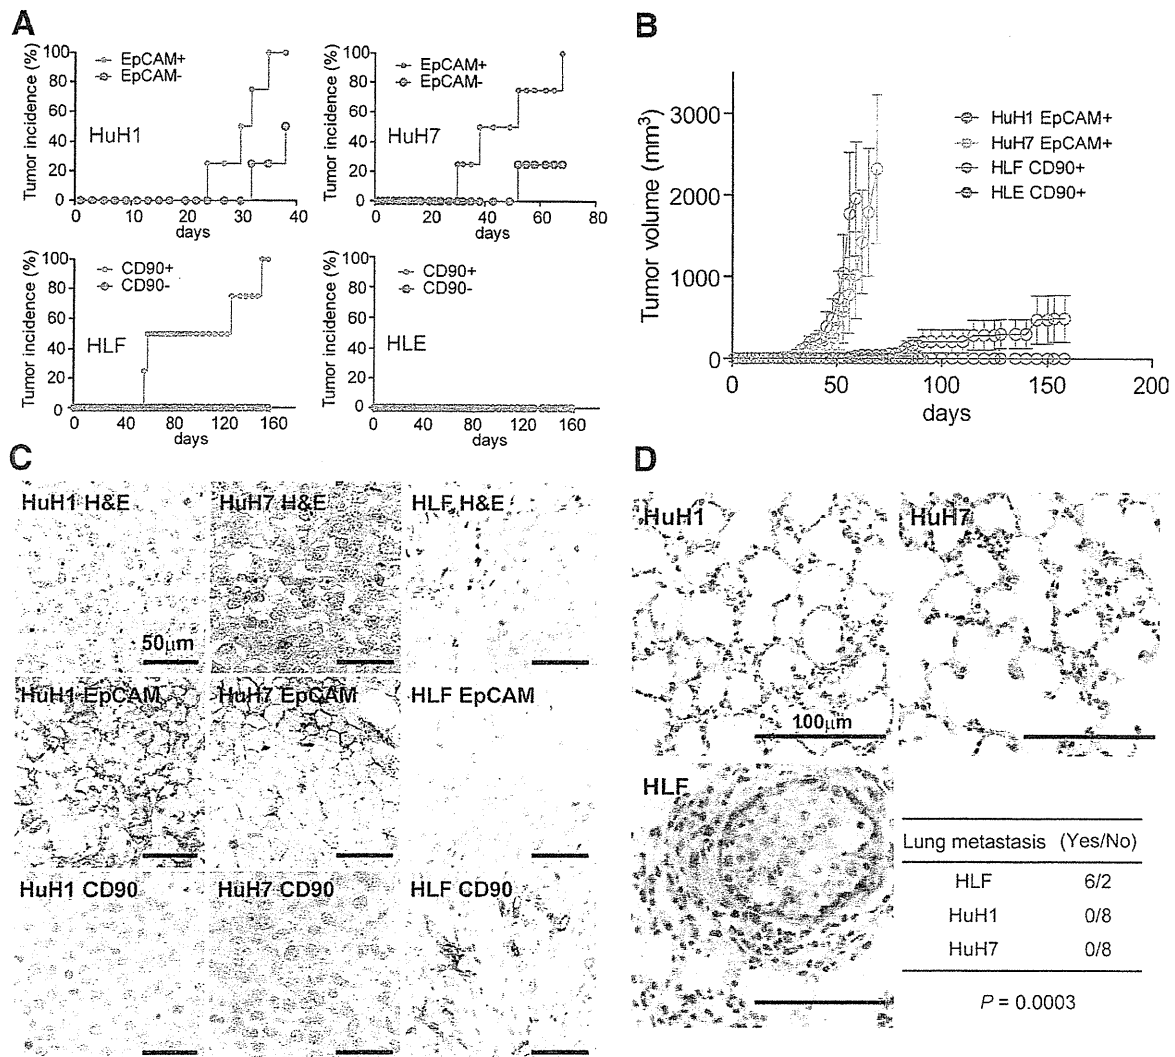 A
Tumor incidence (%)
100
80
60
40
20
0
EpCAM+
EpCAM-
HuH1
0
10
20
30
40
days
Tumor incidence (%)
100
80
60
40
20
0
EpCAM+
EpCAM-
HuH7
0
20
40
60
80
days
Tumor incidence (%)
100
80
60
40
20
0
CD90+
CD90-
HLF
0
40
80
120
160
days
Tumor incidence (%)
100
80
60
40
20
0
CD90+
CD90-
HLE
0
40
80
120
160
days
B
Tumor volume (mm³)
3000
2000
1000
0
HuH1 EpCAM+
HuH7 EpCAM+
HLF CD90+
HLE CD90+
0
50
100
150
200
days
C
HuH1 H&E
HuH7 H&E
HLF H&E
50μm
HuH1 EpCAM
HuH7 EpCAM
HLF EpCAM
HuH1 CD90
HuH7 CD90
HLF CD90
D
HuH1
HuH7
100μm
HLF
Lung metastasis (Yes/No)
HLF 6/2
HuH1 0/8
HuH7 0/8
P = 0.0003